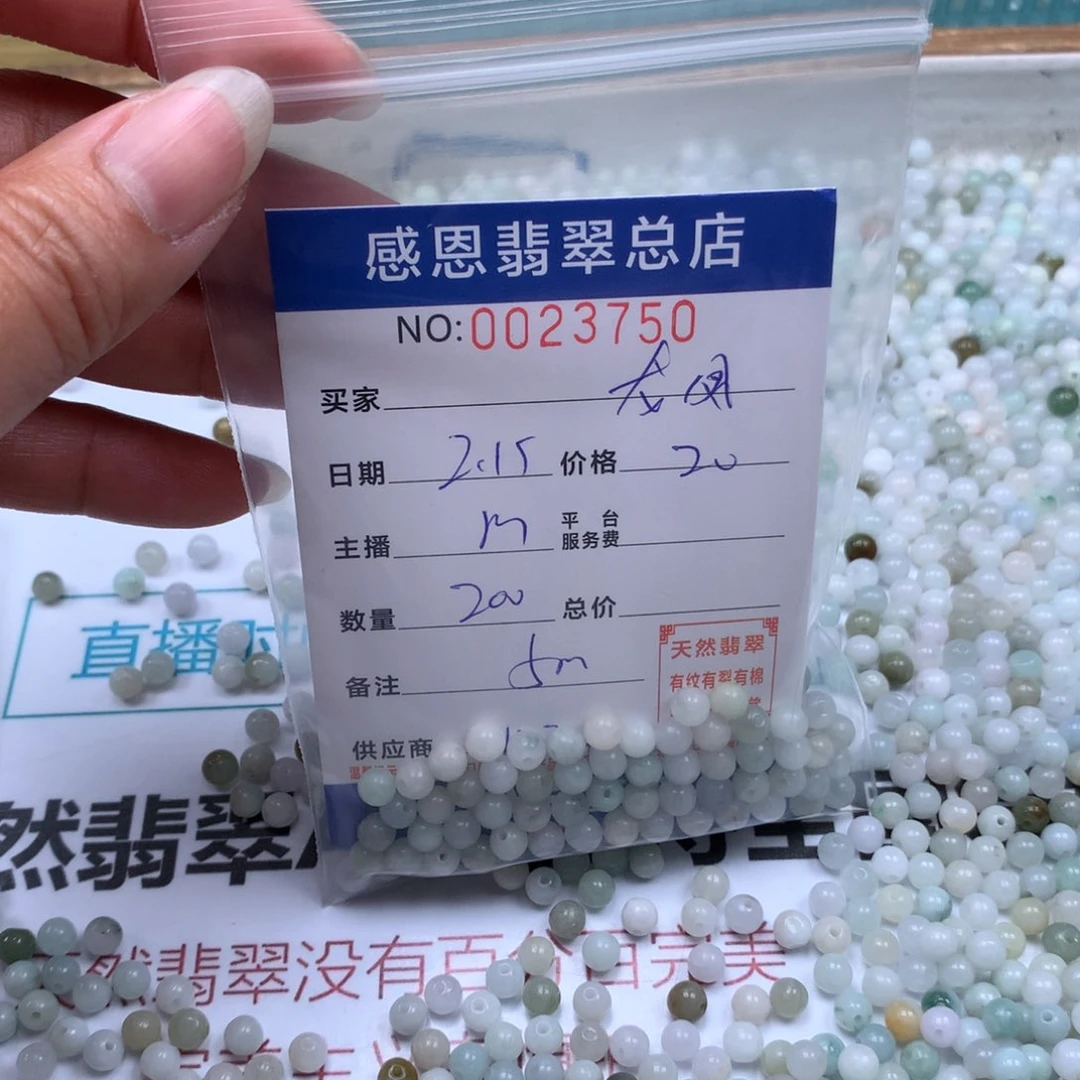 感恩翡翠总店
NO:0023750
买家
日期 2.15 价格 20
主播 m 平台服务费
数量 200 总价
备注 5m
天然翡翠
有纹有裂有棉
供应商
直播时
然翡翠
天然翡翠没有百分百完美